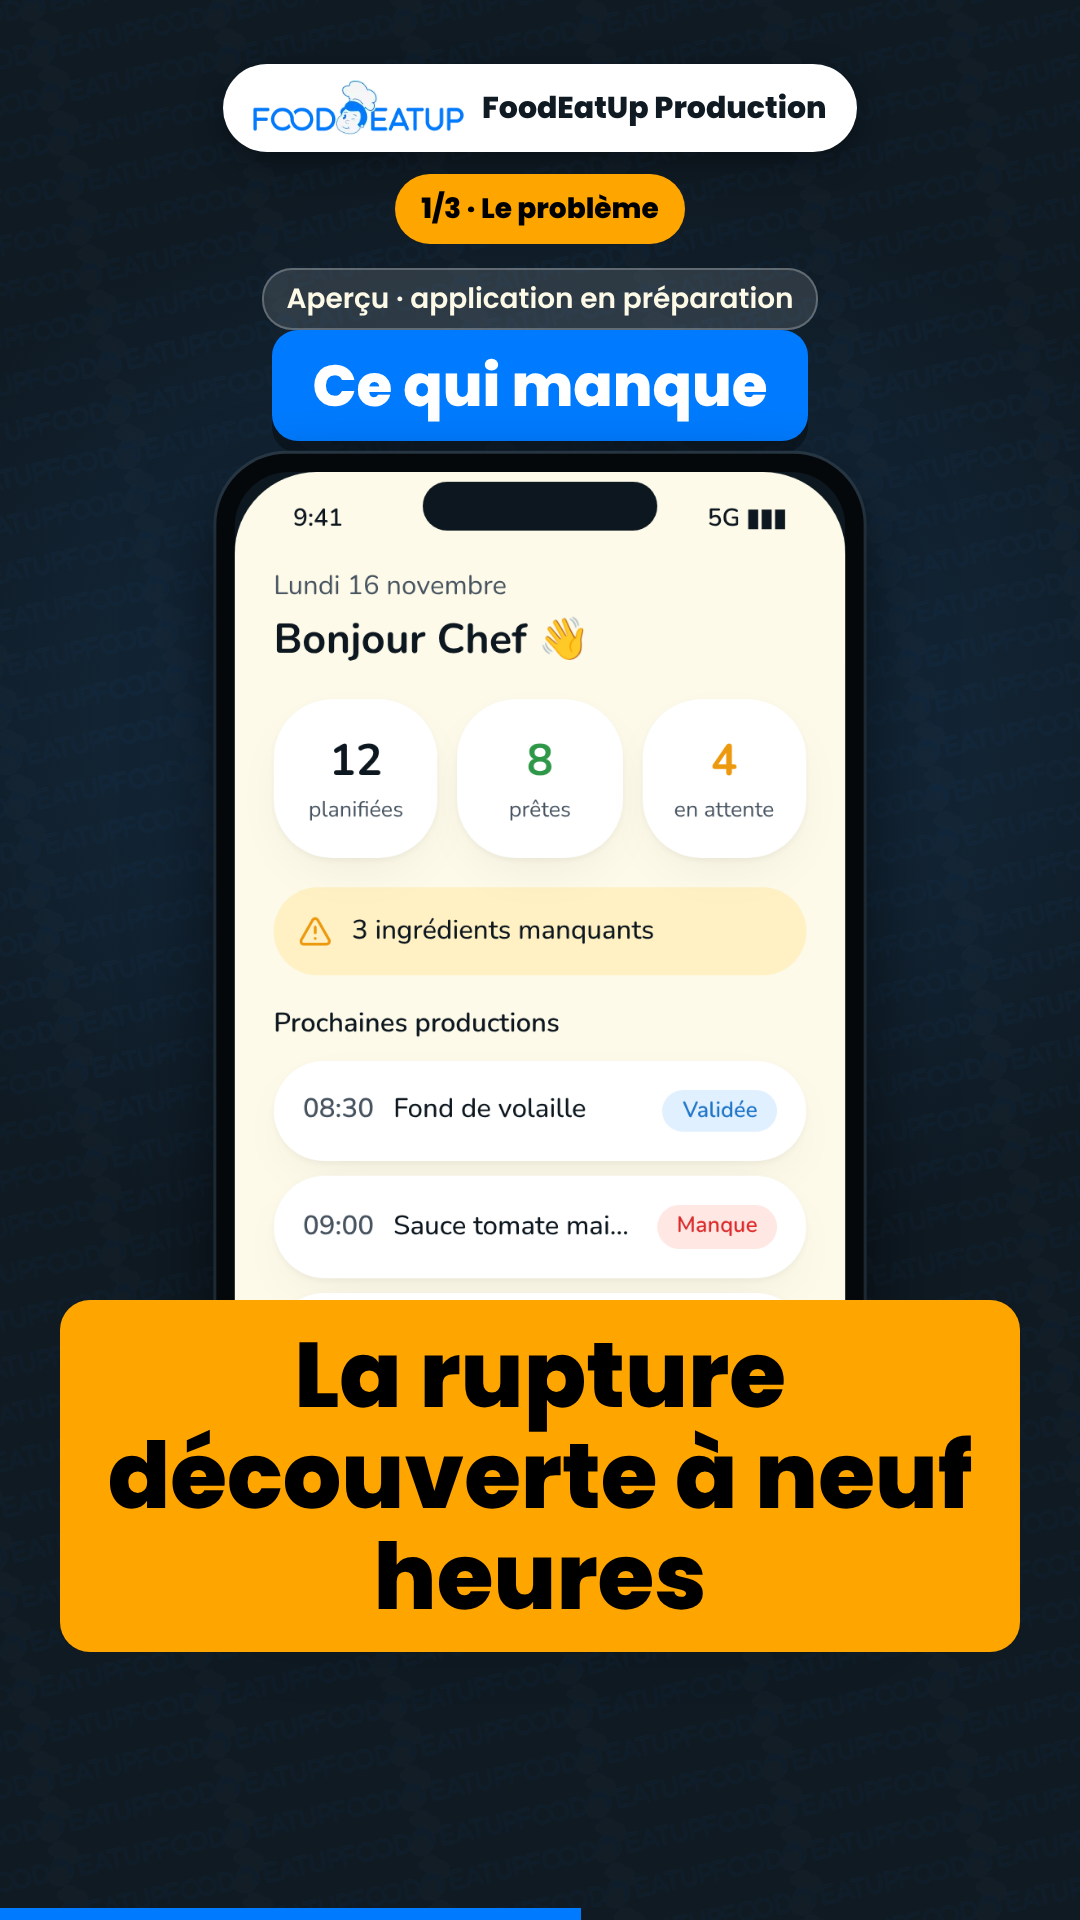 FOOD EATUP FoodEatUp Production
1/3 · Le problème
Aperçu · application en préparation
Ce qui manque
9:41 5G
Lundi 16 novembre
Bonjour Chef 👋
12 8 4
planifiées prêtes en attente
3 ingrédients manquants
Prochaines productions
08:30 Fond de volaille Validée
09:00 Sauce tomate mai... Manque
La rupture
découverte à neuf
heures